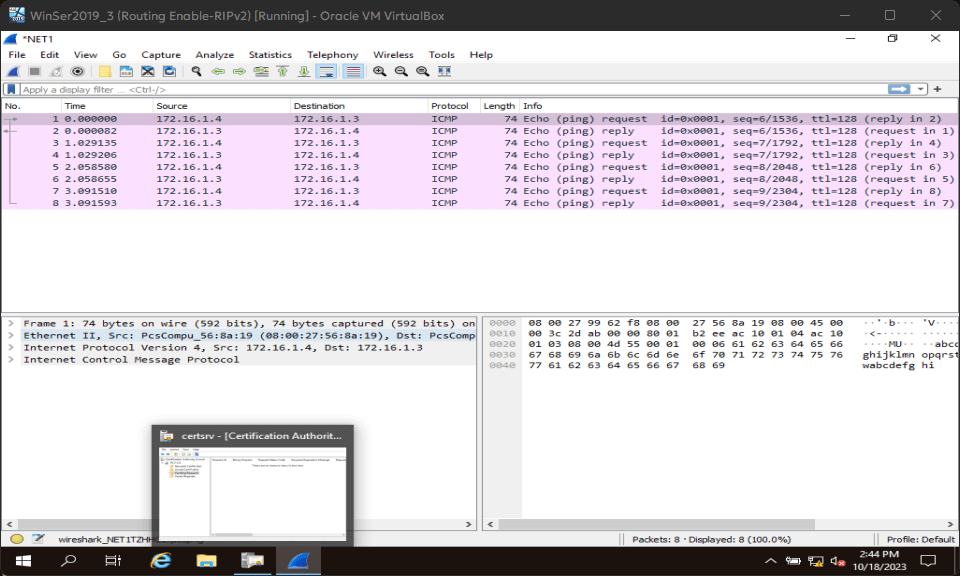 WinSer2019_3 (Routing Enable-RIPv2) [Running] - Oracle VM VirtualBox
*NET1
File Edit View Go Capture Analyze Statistics Telephony Wireless Tools Help
Apply a display filter ... <Ctrl-/>
No. Time Source Destination Protocol Length Info
1 0.000000 172.16.1.4 172.16.1.3 ICMP 74 Echo (ping) request id=0x0001, seq=6/1536, ttl=128 (reply in 2)
2 0.000082 172.16.1.3 172.16.1.4 ICMP 74 Echo (ping) reply id=0x0001, seq=6/1536, ttl=128 (request in 1)
3 1.029135 172.16.1.4 172.16.1.3 ICMP 74 Echo (ping) request id=0x0001, seq=7/1792, ttl=128 (reply in 4)
4 1.029206 172.16.1.3 172.16.1.4 ICMP 74 Echo (ping) reply id=0x0001, seq=7/1792, ttl=128 (request in 3)
5 2.058580 172.16.1.4 172.16.1.3 ICMP 74 Echo (ping) request id=0x0001, seq=8/2048, ttl=128 (reply in 6)
6 2.058655 172.16.1.3 172.16.1.4 ICMP 74 Echo (ping) reply id=0x0001, seq=8/2048, ttl=128 (request in 5)
7 3.091510 172.16.1.4 172.16.1.3 ICMP 74 Echo (ping) request id=0x0001, seq=9/2304, ttl=128 (reply in 8)
8 3.091593 172.16.1.3 172.16.1.4 ICMP 74 Echo (ping) reply id=0x0001, seq=9/2304, ttl=128 (request in 7)
Frame 1: 74 bytes on wire (592 bits), 74 bytes captured (592 bits) on
Ethernet II, Src: PcsCompu_56:8a:19 (08:00:27:56:8a:19), Dst: PcsComp
Internet Protocol Version 4, Src: 172.16.1.4, Dst: 172.16.1.3
Internet Control Message Protocol
0000 08 00 27 99 62 f8 08 00 27 56 8a 19 08 00 45 00 ··'·b··· 'V····E·
0010 00 3c 2d ab 00 00 80 01 b2 ee ac 10 01 04 ac 10 ·<-·····
0020 01 03 08 00 4d 55 00 01 00 06 61 62 63 64 65 66 ····MU·· ··abcd
0030 67 68 69 6a 6b 6c 6d 6e 6f 70 71 72 73 74 75 76 ghijklmn opqrst
0040 77 61 62 63 64 65 66 67 68 69 wabcdefg hi
certsrv - [Certification Authorit...
wireshark_NET1TZHH
Packets: 8 · Displayed: 8 (100.0%)
Profile: Default
2:44 PM
10/18/2023